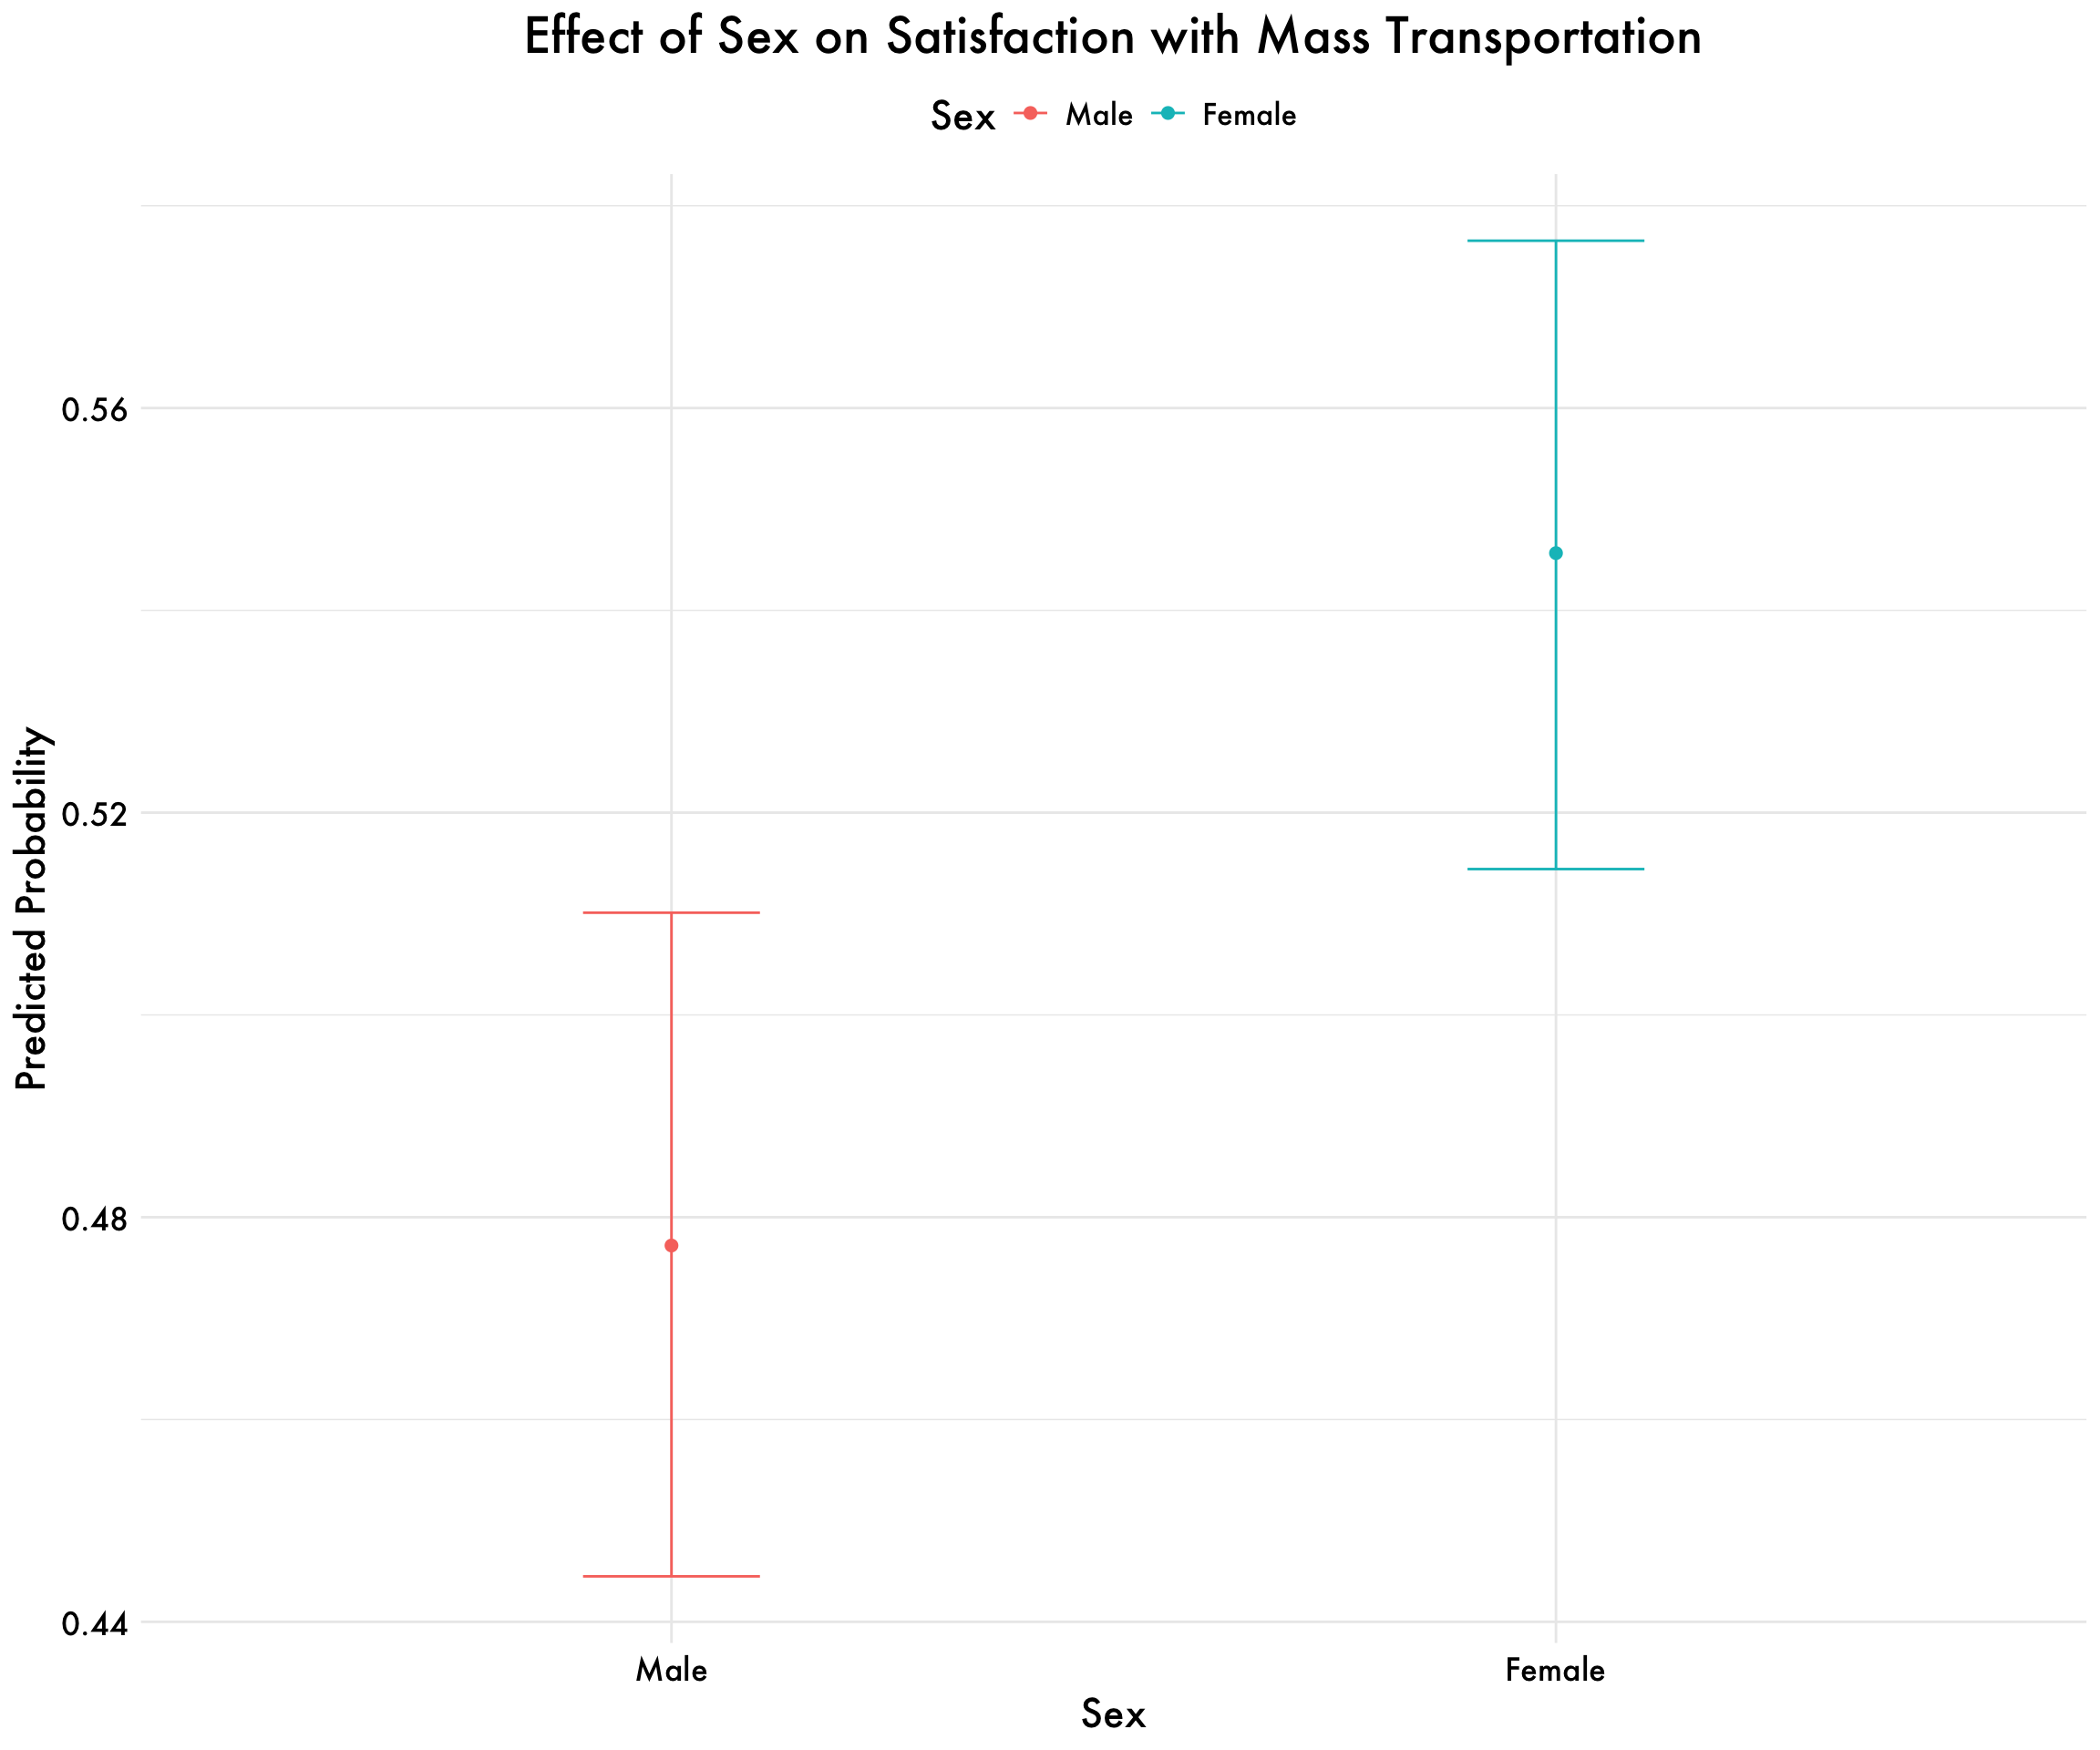 Effect of Sex on Satisfaction with Mass Transportation
Sex Male Female
Predicted Probability
0.56
0.52
0.48
0.44
Male Female
Sex